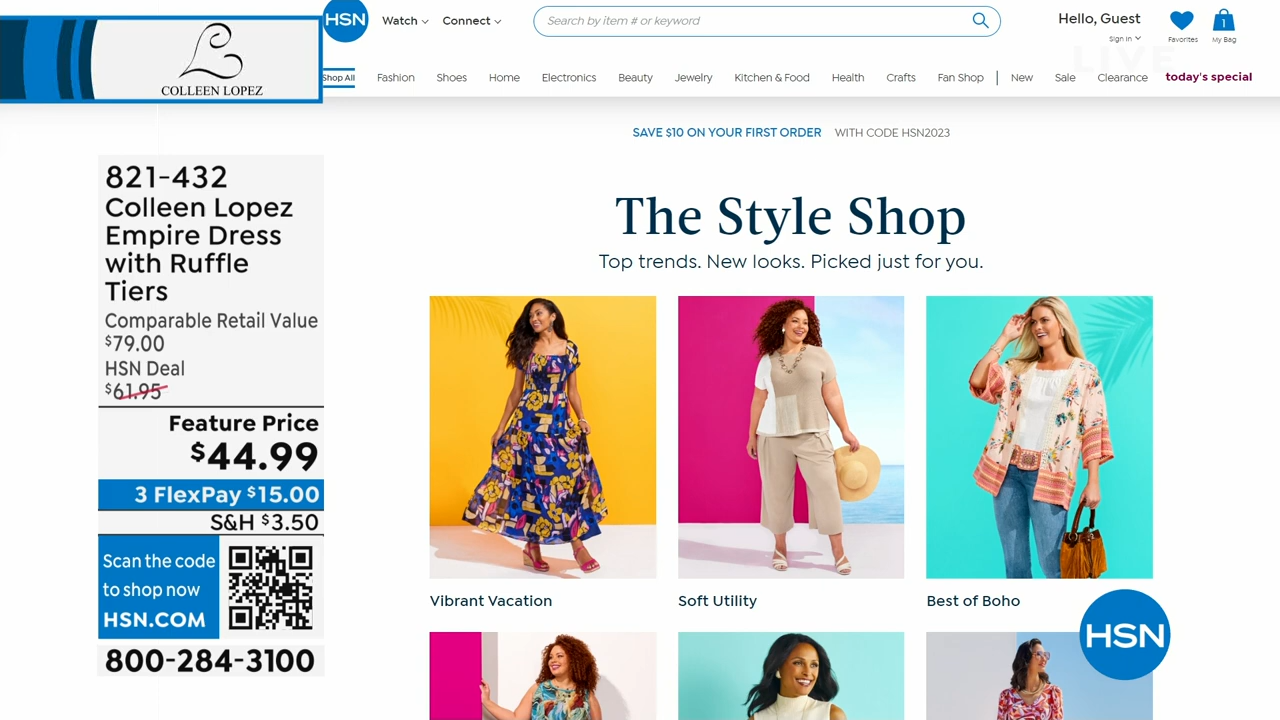 COLLEEN LOPEZ
HSN
Watch
Connect
Search by item # or keyword
Hello, Guest
Sign In
Favorites
1
My Bag
LIVE
Shop All
Fashion
Shoes
Home
Electronics
Beauty
Jewelry
Kitchen & Food
Health
Crafts
Fan Shop
New
Sale
Clearance
today's special
SAVE $10 ON YOUR FIRST ORDER WITH CODE HSN2023
821-432
Colleen Lopez
Empire Dress
with Ruffle
Tiers
Comparable Retail Value
$79.00
HSN Deal
$61.95
Feature Price
$44.99
3 FlexPay $15.00
S&H $3.50
Scan the code
to shop now
HSN.COM
800-284-3100
The Style Shop
Top trends. New looks. Picked just for you.
Vibrant Vacation
Soft Utility
Best of Boho
HSN